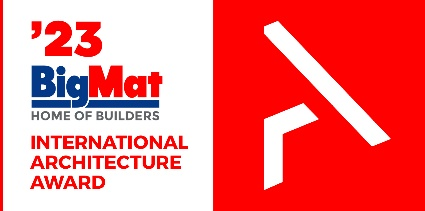 ’23
BigMat
HOME OF BUILDERS
INTERNATIONAL
ARCHITECTURE
AWARD